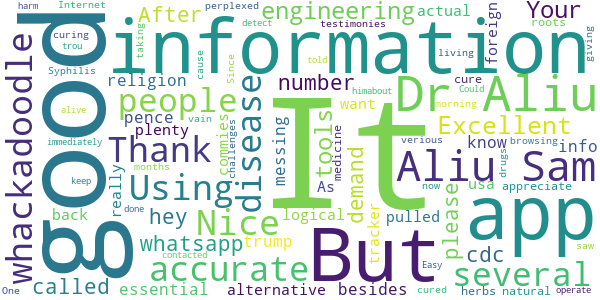 harm Internet perplexed
curing trou
Syphilis
After engineering
actual foreign roots
detect testimonies
taking cause Since told
living giving
Your
good information
whackadoodle
religion number cure
people disease Dr Aliu
pence commies tools want
plenty messing medicine
alive vain challenges
himabout Could morning
Excellent
immediately
Thank It know info
logical As demand
keep months
really Using Aliu Sam
browsing verious drugs
back hey Nice please usa appreciate
done contacted
trump tracker pulled now saw
whatsapp But app
accurate cdc several
called cured Easy
One essential alternative besides herbs natural operate